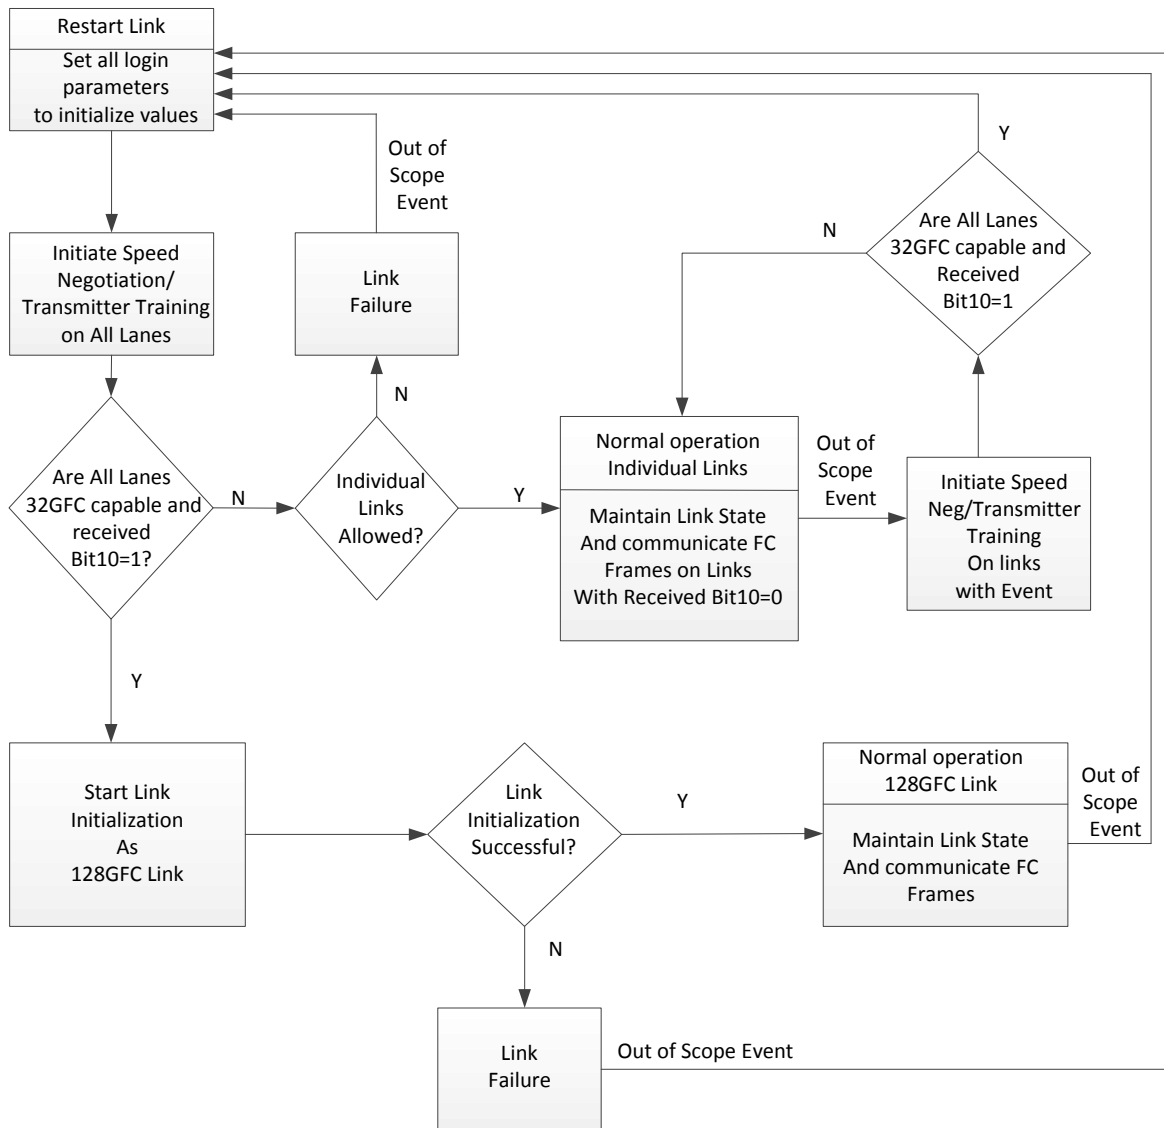 Restart Link
Set all login
parameters
to initialize values
Initiate Speed
Negotiation/
Transmitter Training
on All Lanes
Are All Lanes
32GFC capable and
received
Bit10=1?
N
Y
Individual
Links
Allowed?
N
Y
Link
Failure
Out of
Scope
Event
Normal operation
Individual Links
Maintain Link State
And communicate FC
Frames on Links
With Received Bit10=0
Out of
Scope
Event
Initiate Speed
Neg/Transmitter
Training
On links
with Event
Are All Lanes
32GFC capable and
Received
Bit10=1
N
Y
Start Link
Initialization
As
128GFC Link
Link
Initialization
Successful?
Y
N
Normal operation
128GFC Link
Maintain Link State
And communicate FC
Frames
Out of
Scope
Event
Link
Failure
Out of Scope Event